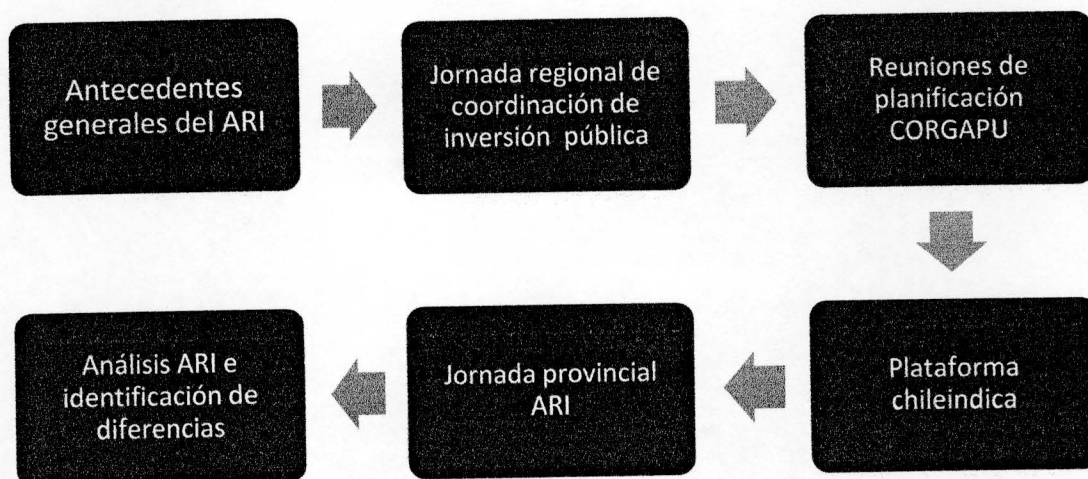 Antecedentes
generales del ARI
Jornada regional de
coordinación de
inversión pública
Reuniones de
planificación
CORGAPU
Plataforma
chileindica
Jornada provincial
ARI
Análisis ARI e
identificación de
diferencias